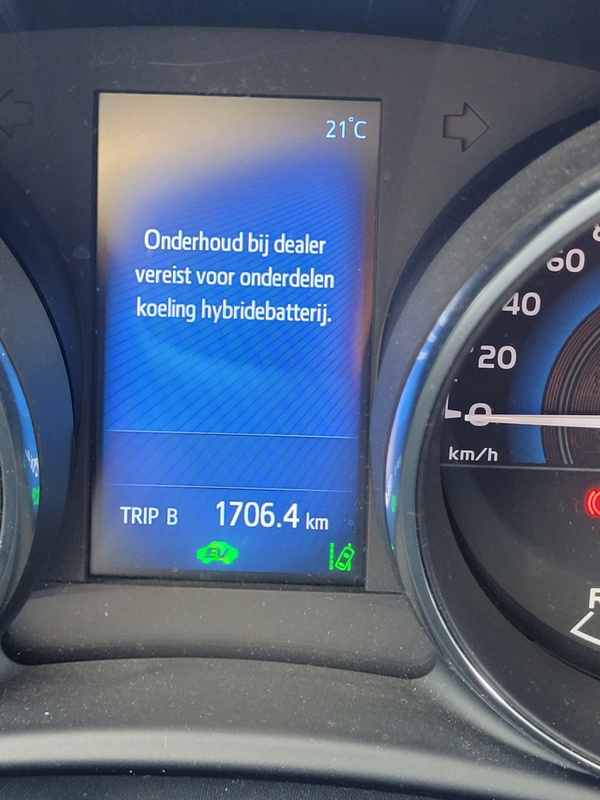 21°C
Onderhoud bij dealer
vereist voor onderdelen
koeling hybridebatterij.
TRIP B 1706.4 km
EV
60
40
20
0
km/h